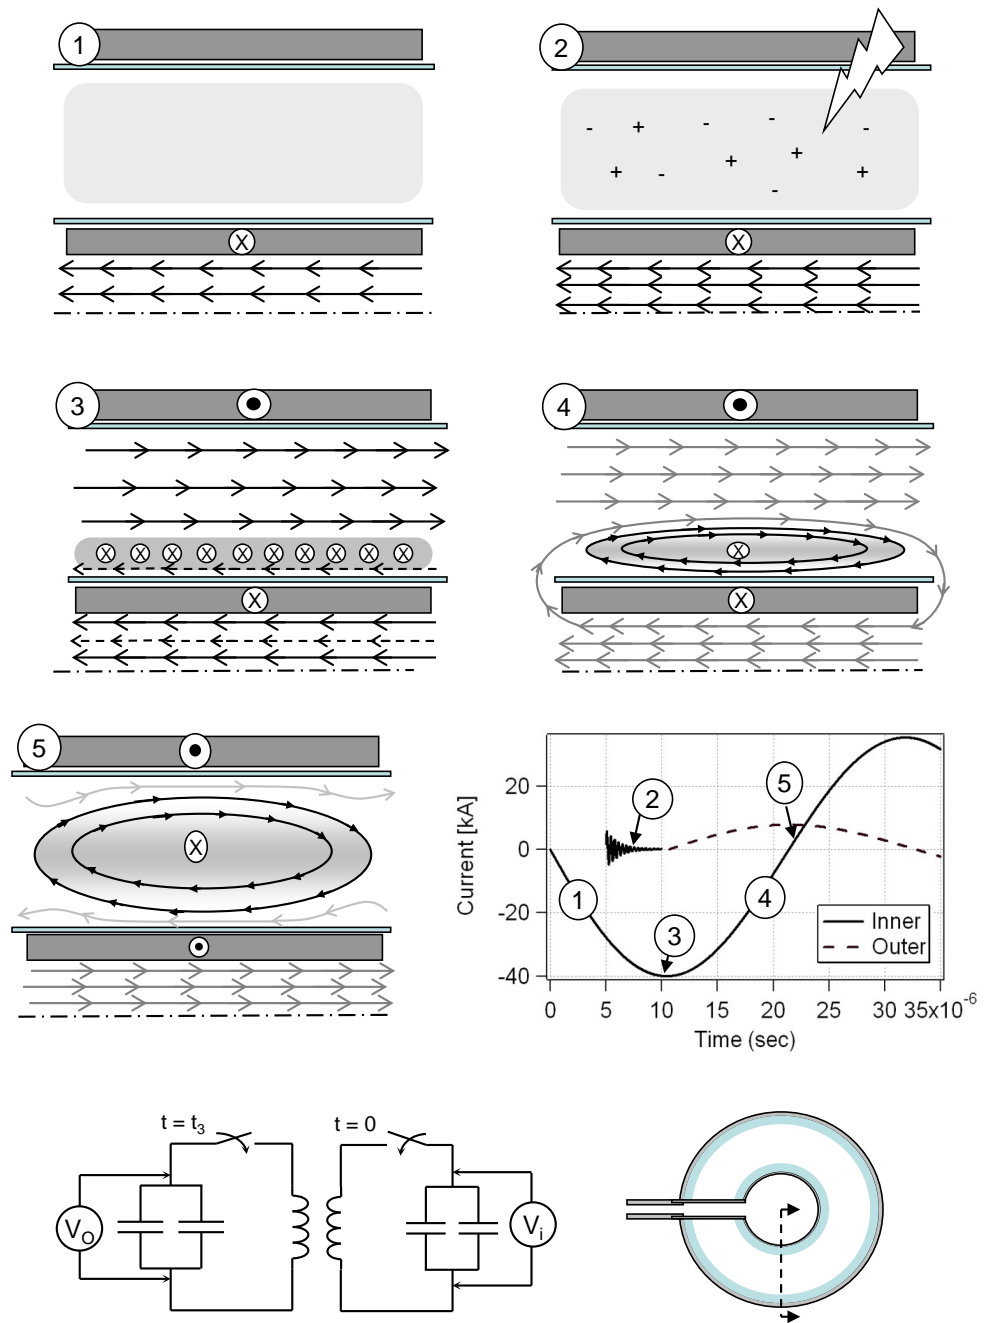 1
2
- + - - -
+ - + + +
-
X
X
3
4
X X X X X X X X X X
X
X
X
5
X
20
0
-20
-40
Current [kA]
0 5 10 15 20 25 30 35x10-6
Time (sec)
1
2
3
4
5
Inner
Outer
t = t3
t = 0
VO
Vi